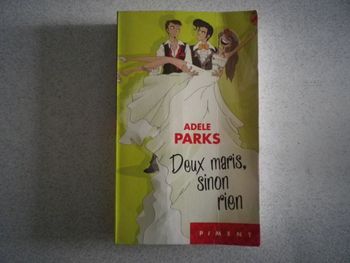 ADELE
PARKS
Deux maris,
sinon
rien
PIMENT